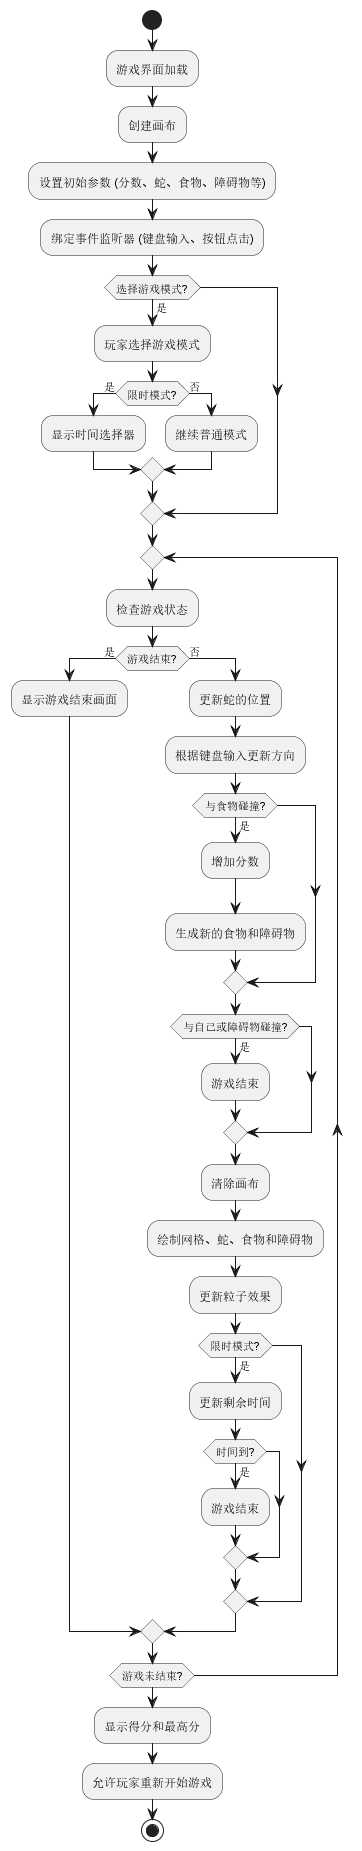 游戏界面加载
创建画布
设置初始参数 (分数、蛇、食物、障碍物等)
绑定事件监听器 (键盘输入、按钮点击)
选择游戏模式?
是
玩家选择游戏模式
是
限时模式?
否
显示时间选择器
继续普通模式
检查游戏状态
是
游戏结束?
否
显示游戏结束画面
更新蛇的位置
根据键盘输入更新方向
与食物碰撞?
是
增加分数
生成新的食物和障碍物
与自己或障碍物碰撞?
是
游戏结束
清除画布
绘制网格、蛇、食物和障碍物
更新粒子效果
限时模式?
是
更新剩余时间
时间到?
是
游戏结束
游戏未结束?
显示得分和最高分
允许玩家重新开始游戏